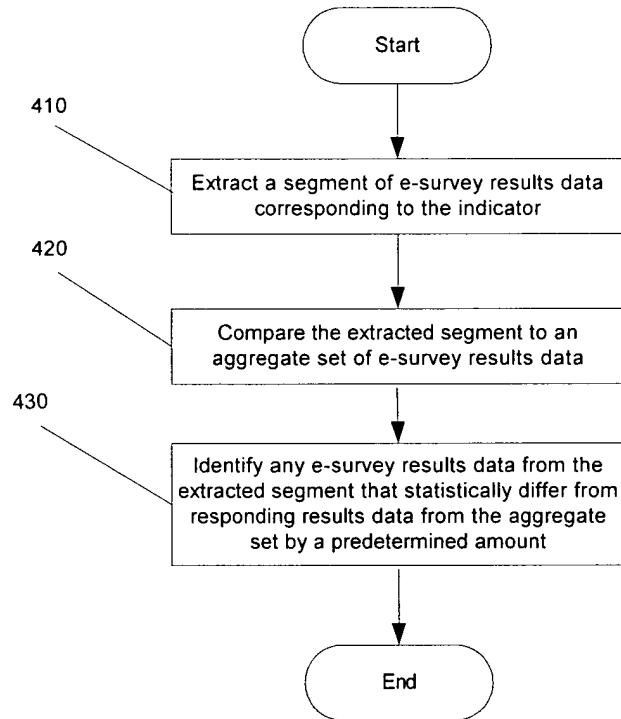 Start
410
Extract a segment of e-survey results data
corresponding to the indicator
420
Compare the extracted segment to an
aggregate set of e-survey results data
430
Identify any e-survey results data from the
extracted segment that statistically differ from
responding results data from the aggregate
set by a predetermined amount
End